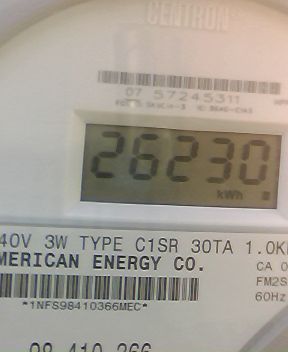 CENTRON
07 57245311
26230
kWh
40V 3W TYPE C1SR 30TA 1.0K
MERICAN ENERGY CO.
CA 0
FM2S
60Hz
*1NFS98410366MEC*
98 410 366